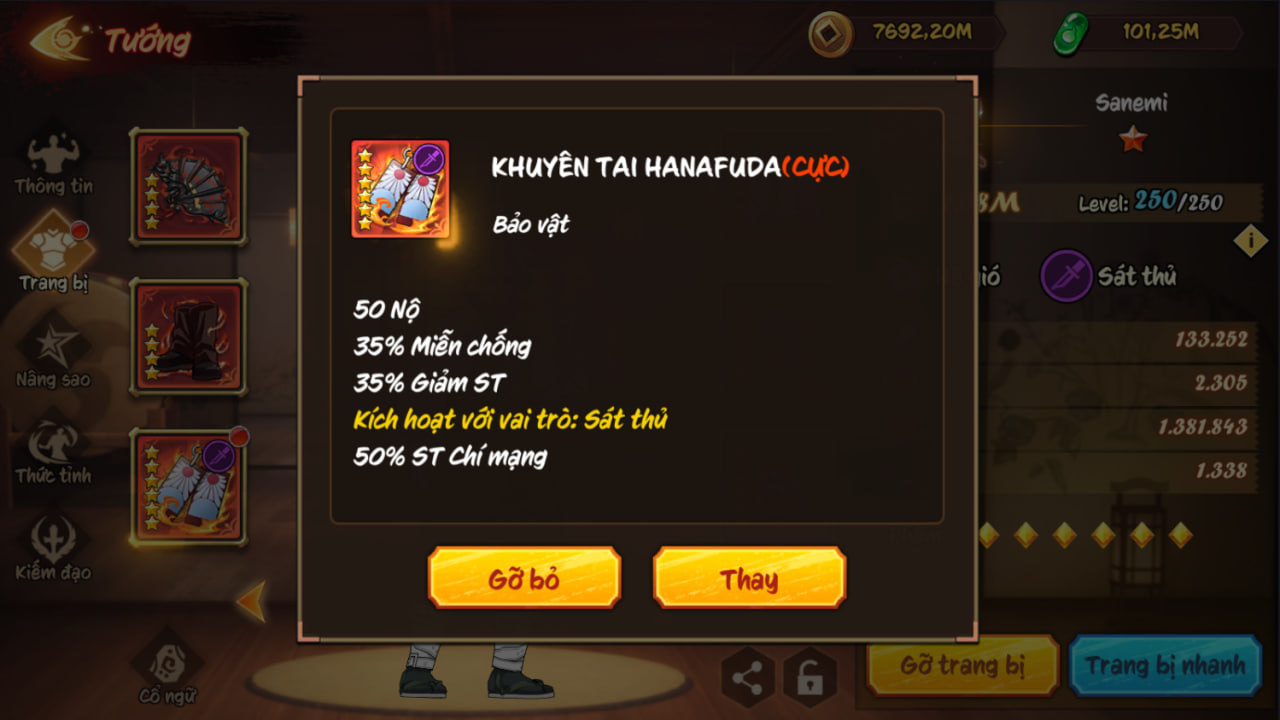 Tướng
7692,20M
101,25M
Sanemi
8M
Level: 250/250
Thông tin
Trang bị
Nâng sao
Thức tỉnh
Kiếm đạo
Cổ ngữ
KHUYÊN TAI HANAFUDA(CỰC)
Bảo vật
50 Nộ
35% Miễn chống
35% Giảm ST
Kích hoạt với vai trò: Sát thủ
50% ST Chí mạng
Gỡ bỏ
Thay
gió
Sát thủ
133.252
2.305
1.381.843
1.338
Gỡ trang bị
Trang bị nhanh